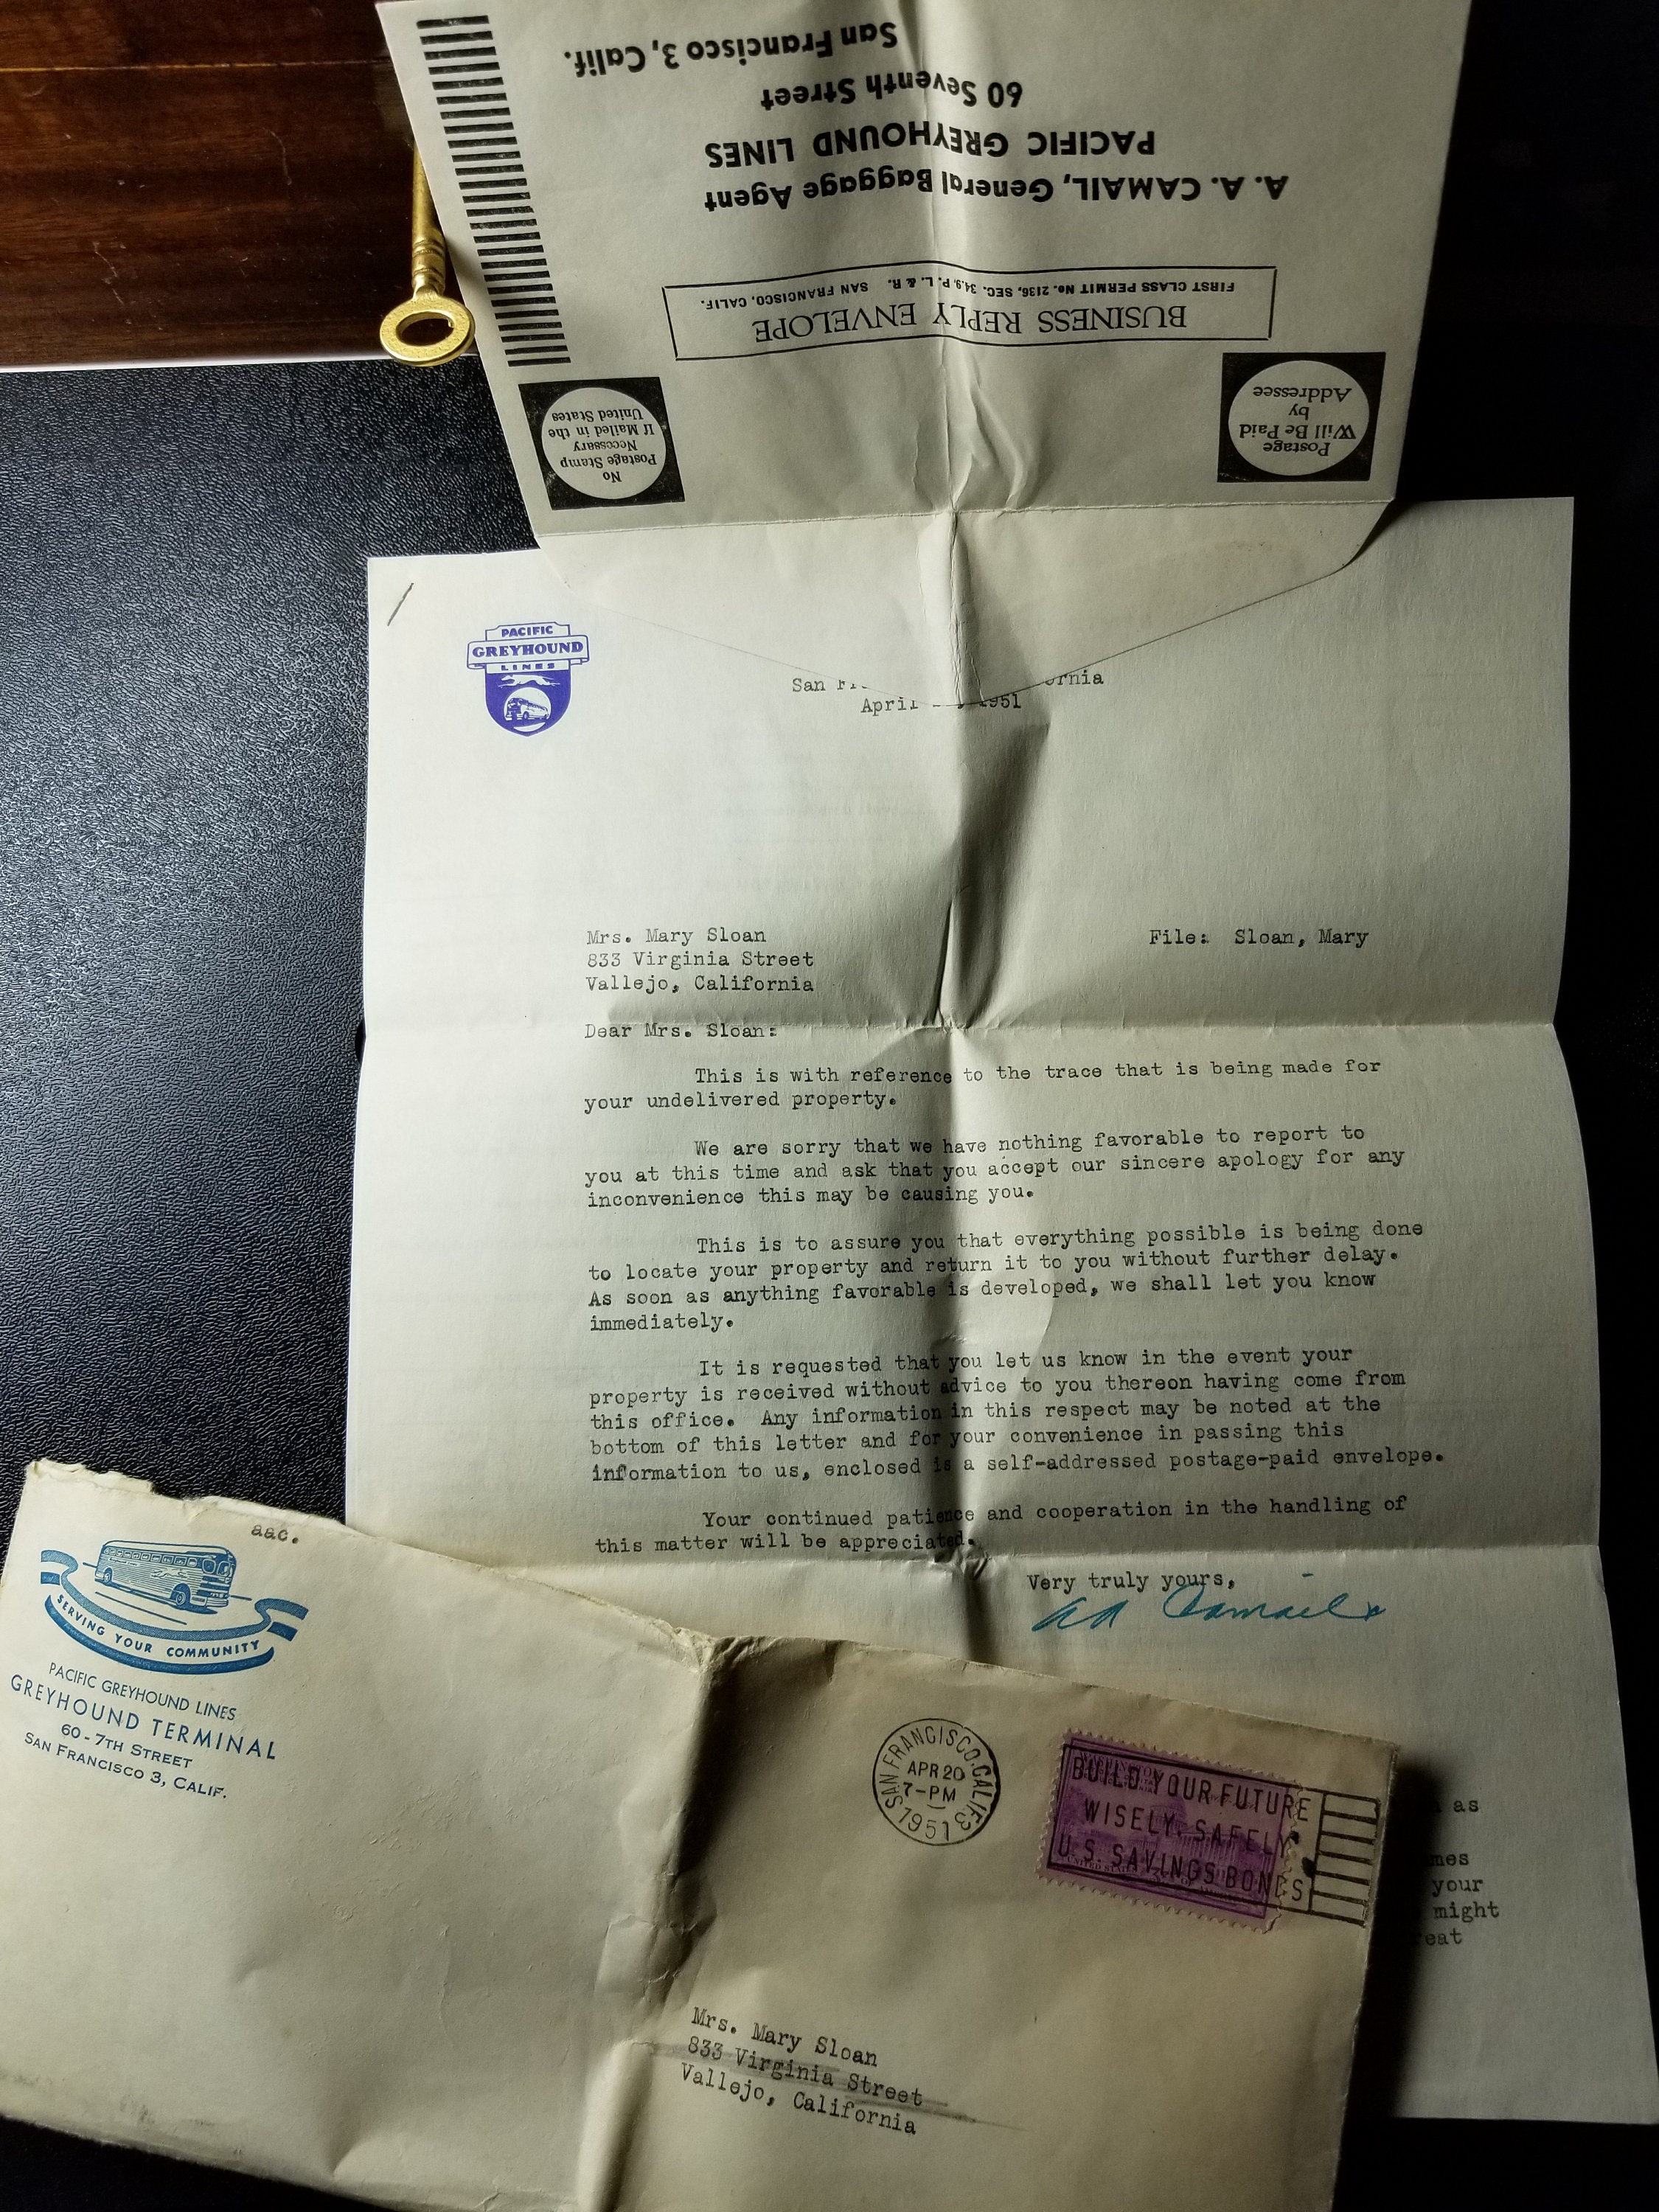 A. A. CAMAIL, General Baggage Agent
PACIFIC GREYHOUND LINES
60 Seventh Street
San Francisco 3, Calif.
BUSINESS REPLY ENVELOPE
FIRST CLASS PERMIT No. 2136, SEC. 34.9, P. L. & R. SAN FRANCISCO, CALIF.
No
Postage Stamp
Necessary
If Mailed in the
United States
Postage
Will Be Paid
by
Addressee
PACIFIC
GREYHOUND
LINES
San
April 1951
Mrs. Mary Sloan
833 Virginia Street
Vallejo, California
File: Sloan, Mary
Dear Mrs. Sloan:
This is with reference to the trace that is being made for
your undelivered property.
We are sorry that we have nothing favorable to report to
you at this time and ask that you accept our sincere apology for any
inconvenience this may be causing you.
This is to assure you that everything possible is being done
to locate your property and return it to you without further delay.
As soon as anything favorable is developed, we shall let you know
immediately.
It is requested that you let us know in the event your
property is received without advice to you thereon having come from
this office. Any information in this respect may be noted at the
bottom of this letter and for your convenience in passing this
information to us, enclosed is a self-addressed postage-paid envelope.
Your continued patience and cooperation in the handling of
this matter will be appreciated.
Very truly yours,
AA Camail
aac.
SERVING YOUR COMMUNITY
PACIFIC GREYHOUND LINES
GREYHOUND TERMINAL
60 - 7TH STREET
SAN FRANCISCO 3, CALIF.
SAN FRANCISCO, CALIF.
APR 20
7-PM
1951
3
BUILD YOUR FUTURE
WISELY, SAFELY
U.S. SAVINGS BONDS
Mrs. Mary Sloan
833 Virginia Street
Vallejo, California
as
your
might